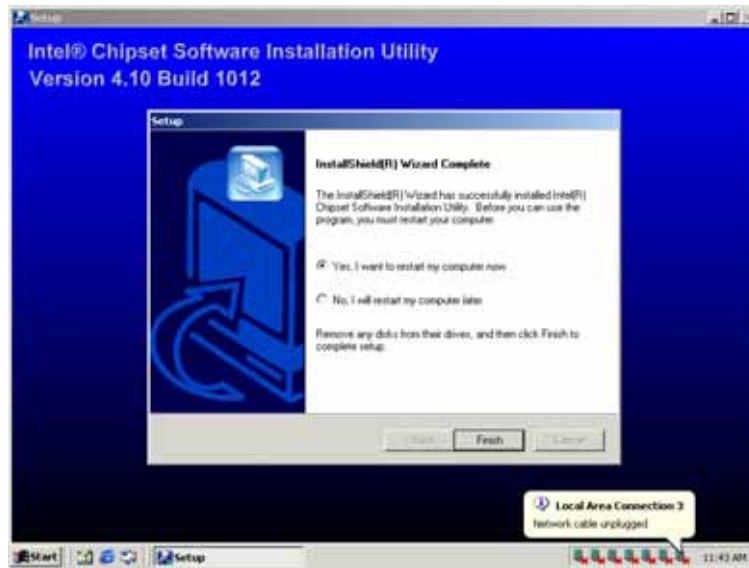 Setup
Intel® Chipset Software Installation Utility
Version 4.10 Build 1012
Setup
InstallShield(R) Wizard Complete
The InstallShield(R) Wizard has successfully installed Intel(R)
Chipset Software Installation Utility. Before you can use the
program, you must restart your computer.
Yes, I want to restart my computer now.
No, I will restart my computer later.
Remove any disks from their drives, and then click Finish to
complete setup.
< Back
Finish
Cancel
Local Area Connection 3
Network cable unplugged
Start
Setup
11:43 AM